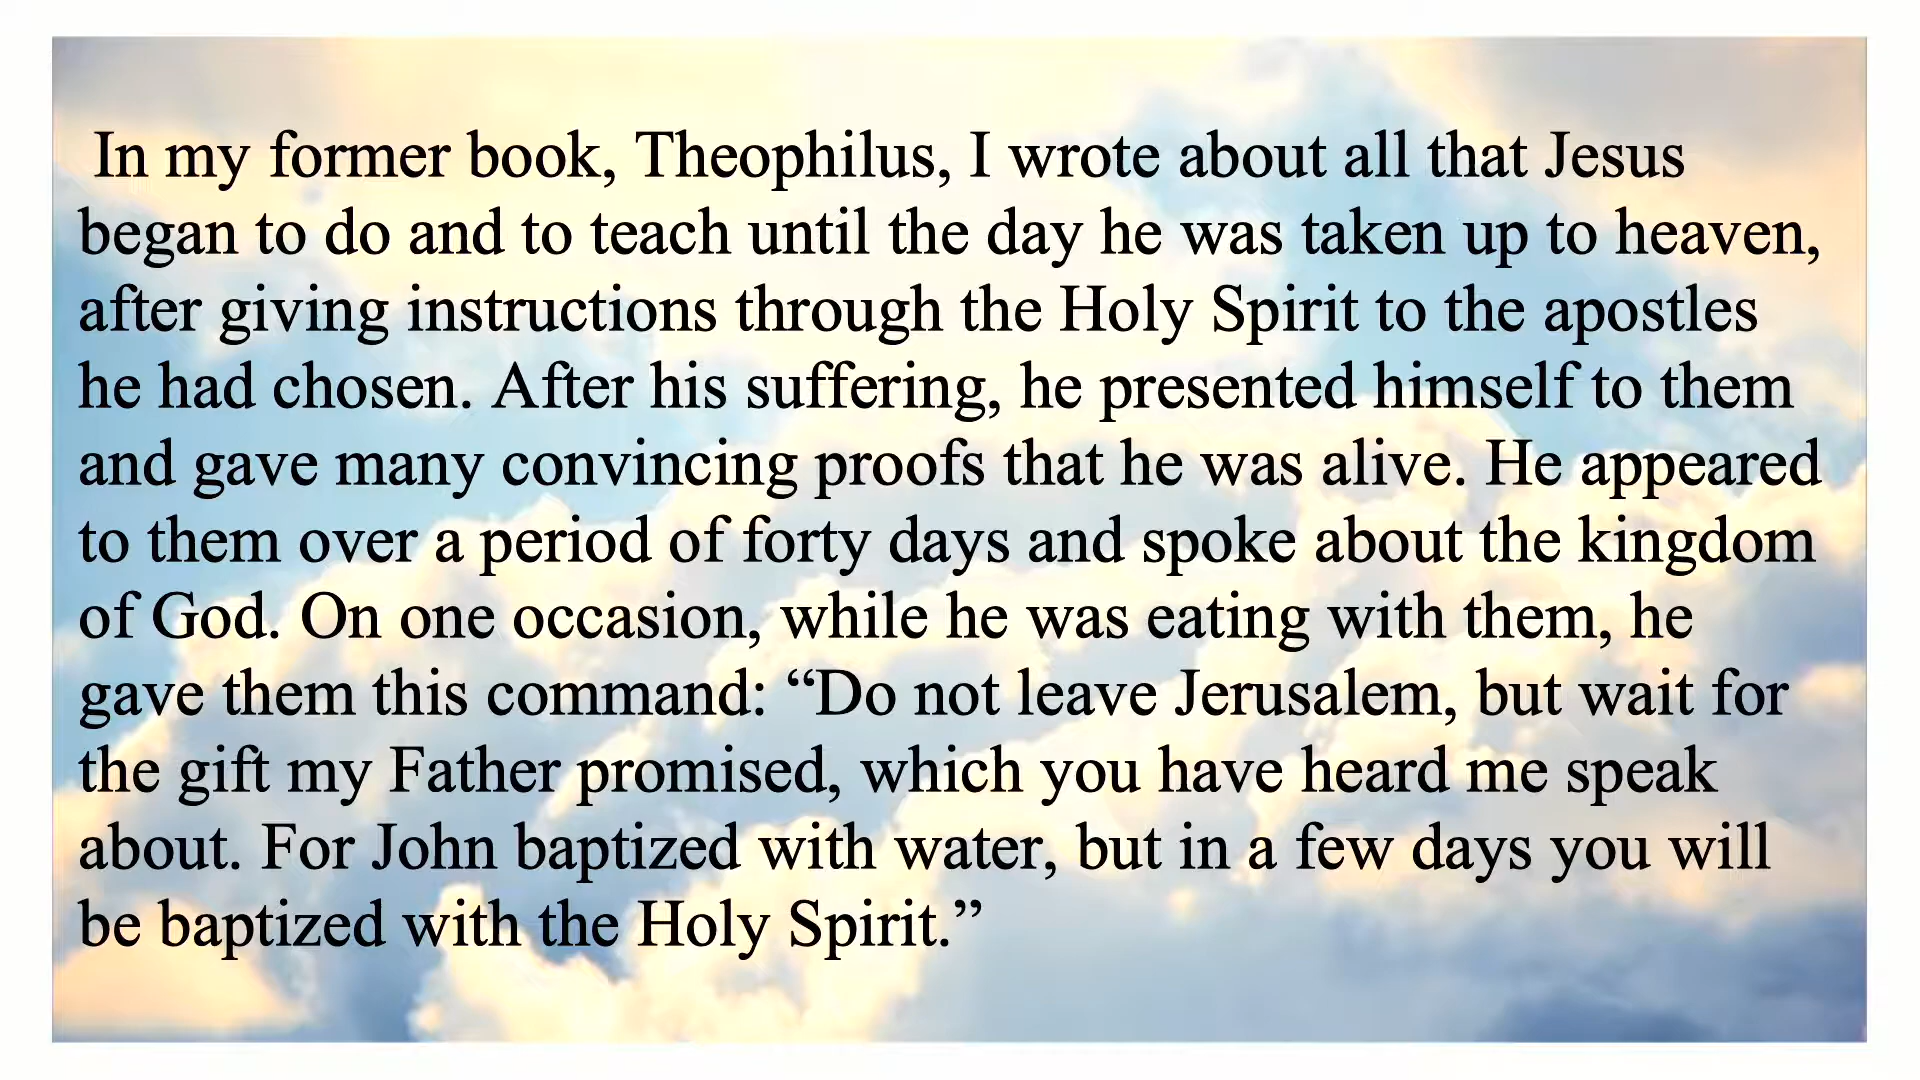 In my former book, Theophilus, I wrote about all that Jesus
began to do and to teach until the day he was taken up to heaven,
after giving instructions through the Holy Spirit to the apostles
he had chosen. After his suffering, he presented himself to them
and gave many convincing proofs that he was alive. He appeared
to them over a period of forty days and spoke about the kingdom
of God. On one occasion, while he was eating with them, he
gave them this command: “Do not leave Jerusalem, but wait for
the gift my Father promised, which you have heard me speak
about. For John baptized with water, but in a few days you will
be baptized with the Holy Spirit.”